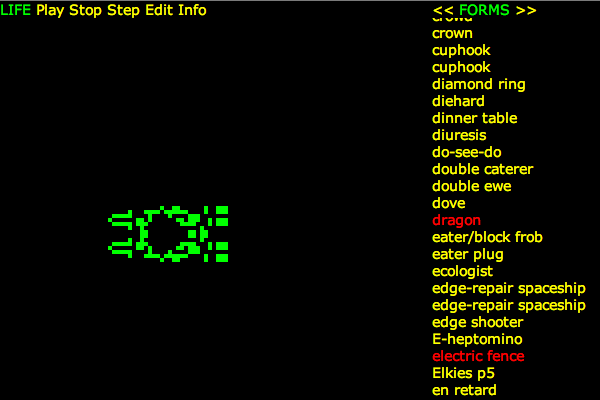 LIFE Play Stop Step Edit Info
<< FORMS >>
crowd
crown
cuphook
cuphook
diamond ring
diehard
dinner table
diuresis
do-see-do
double caterer
double ewe
dove
dragon
eater/block frob
eater plug
ecologist
edge-repair spaceship
edge-repair spaceship
edge shooter
E-heptomino
electric fence
Elkies p5
en retard